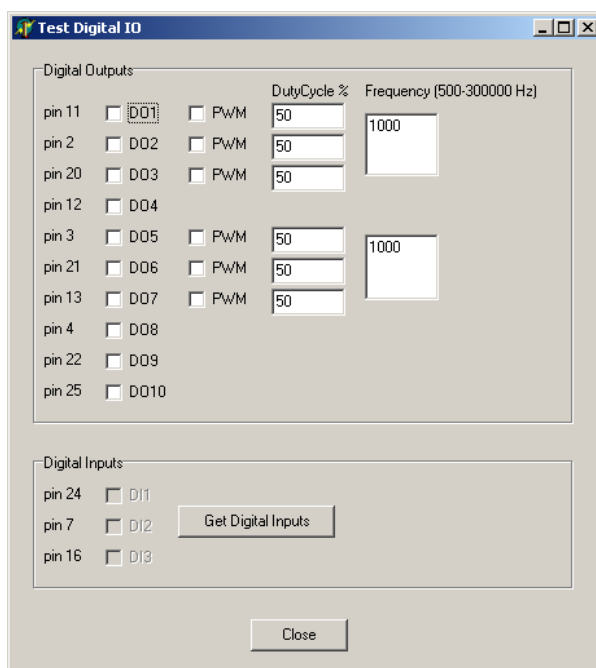 Test Digital IO
Digital Outputs
DutyCycle % Frequency (500-300000 Hz)
pin 11 DO1 PWM 50 1000
pin 2 DO2 PWM 50
pin 20 DO3 PWM 50
pin 12 DO4
pin 3 DO5 PWM 50 1000
pin 21 DO6 PWM 50
pin 13 DO7 PWM 50
pin 4 DO8
pin 22 DO9
pin 25 DO10
Digital Inputs
pin 24 DI1
pin 7 DI2 Get Digital Inputs
pin 16 DI3
Close